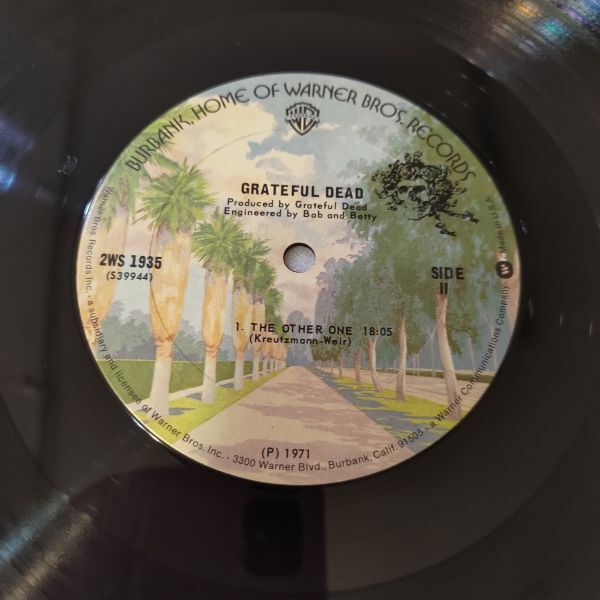 BURBANK, HOME OF WARNER BROS. RECORDS
GRATEFUL DEAD
Produced by Grateful Dead
Engineered by Bob and Betty
2WS 1935
(S39944)
SIDE
II
1. THE OTHER ONE 18:05
(Kreutzmann-Weir)
(P) 1971
Warner Bros. Records Inc. - a subsidiary and licensee of Warner Bros. Inc. - 3300 Warner Blvd., Burbank, Calif. 91505 - a Warner Communications Company. W Made in U.S.A.